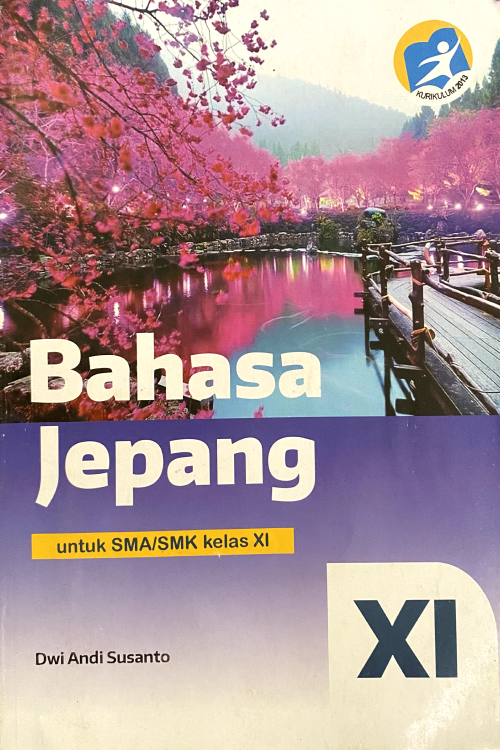 KURIKULUM 2013
Bahasa
Jepang
untuk SMA/SMK kelas XI
XI
Dwi Andi Susanto